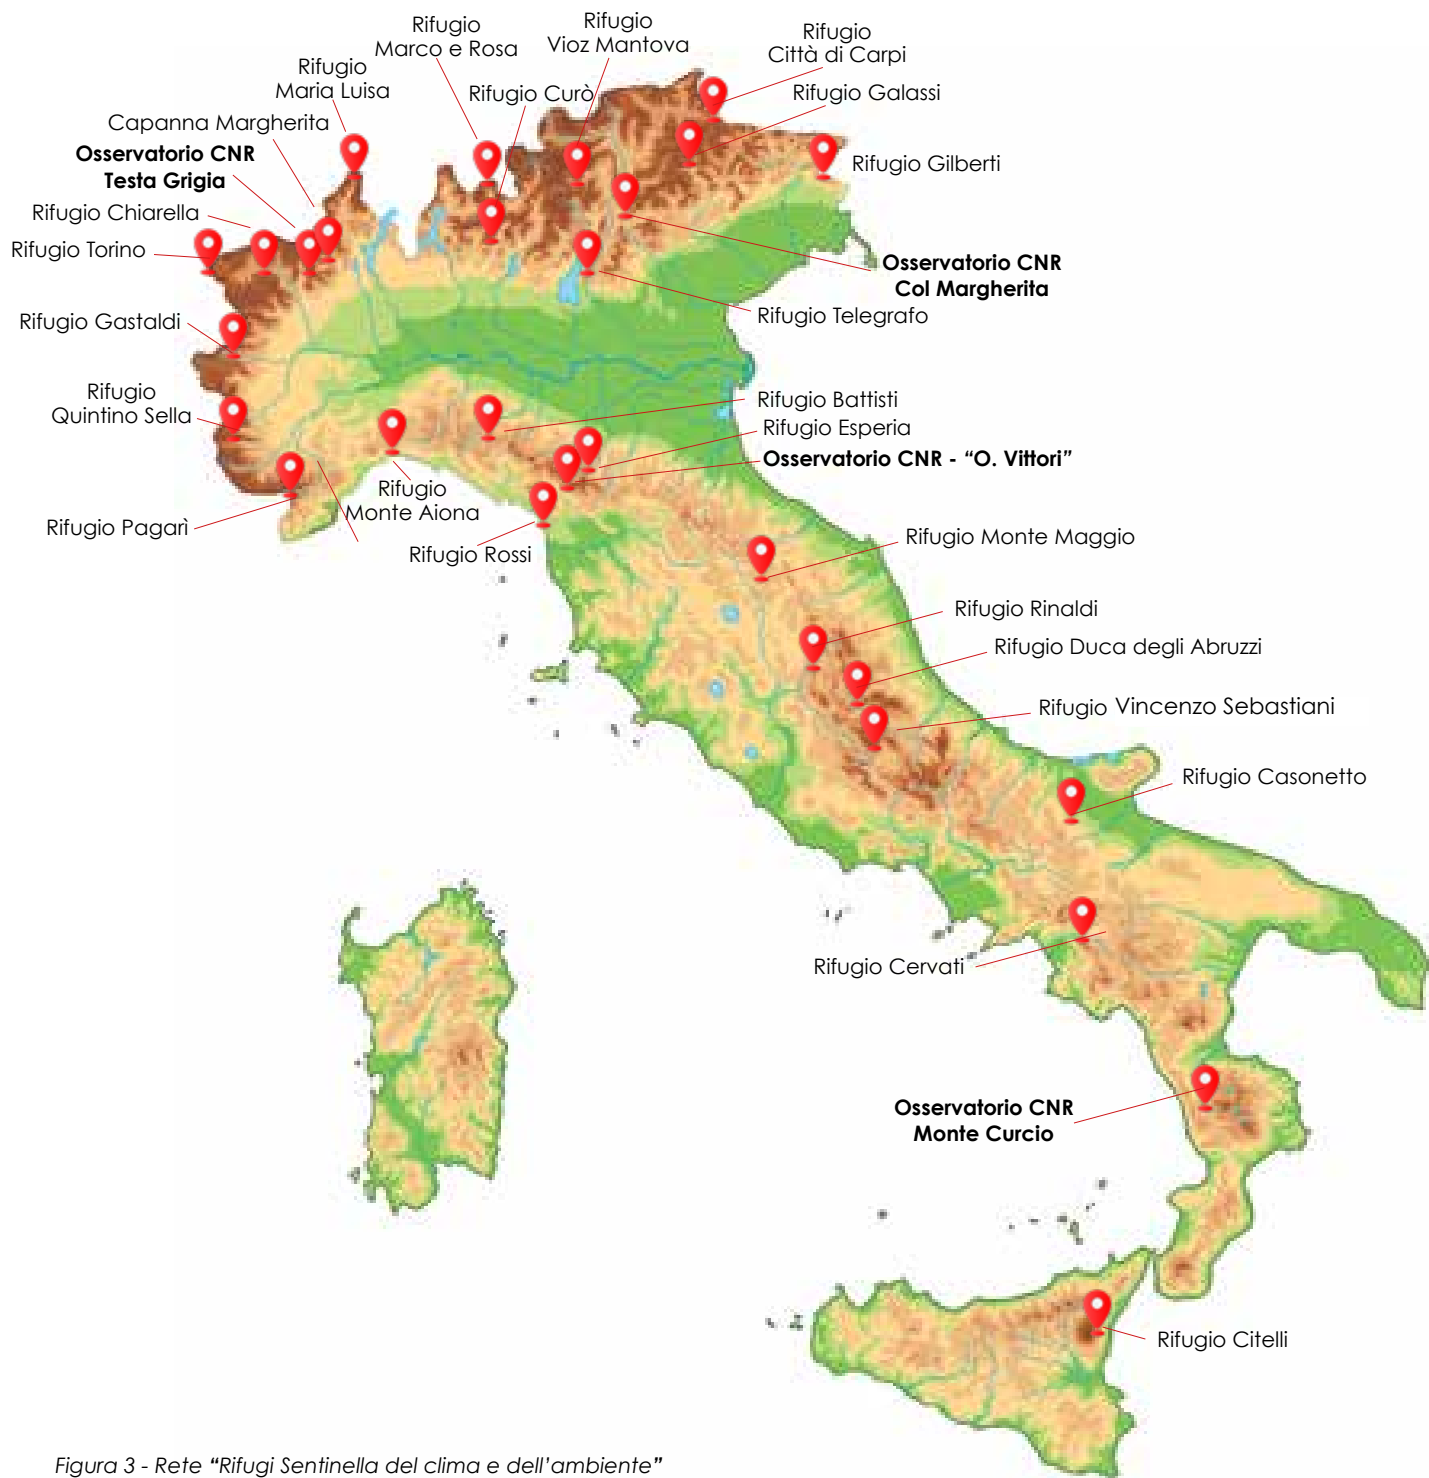 Rifugio
Marco e Rosa
Rifugio
Vioz Mantova
Rifugio
Città di Carpi
Rifugio
Maria Luisa
Rifugio Curò
Rifugio Galassi
Capanna Margherita
Osservatorio CNR
Testa Grigia
Rifugio Gilberti
Rifugio Chiarella
Rifugio Torino
Osservatorio CNR
Col Margherita
Rifugio Telegrafo
Rifugio Gastaldi
Rifugio
Quintino Sella
Rifugio Battisti
Rifugio Esperia
Osservatorio CNR - “O. Vittori”
Rifugio
Monte Aiona
Rifugio Pagarì
Rifugio Rossi
Rifugio Monte Maggio
Rifugio Rinaldi
Rifugio Duca degli Abruzzi
Rifugio Vincenzo Sebastiani
Rifugio Casonetto
Rifugio Cervati
Osservatorio CNR
Monte Curcio
Rifugio Citelli
Figura 3 - Rete “Rifugi Sentinella del clima e dell’ambiente”